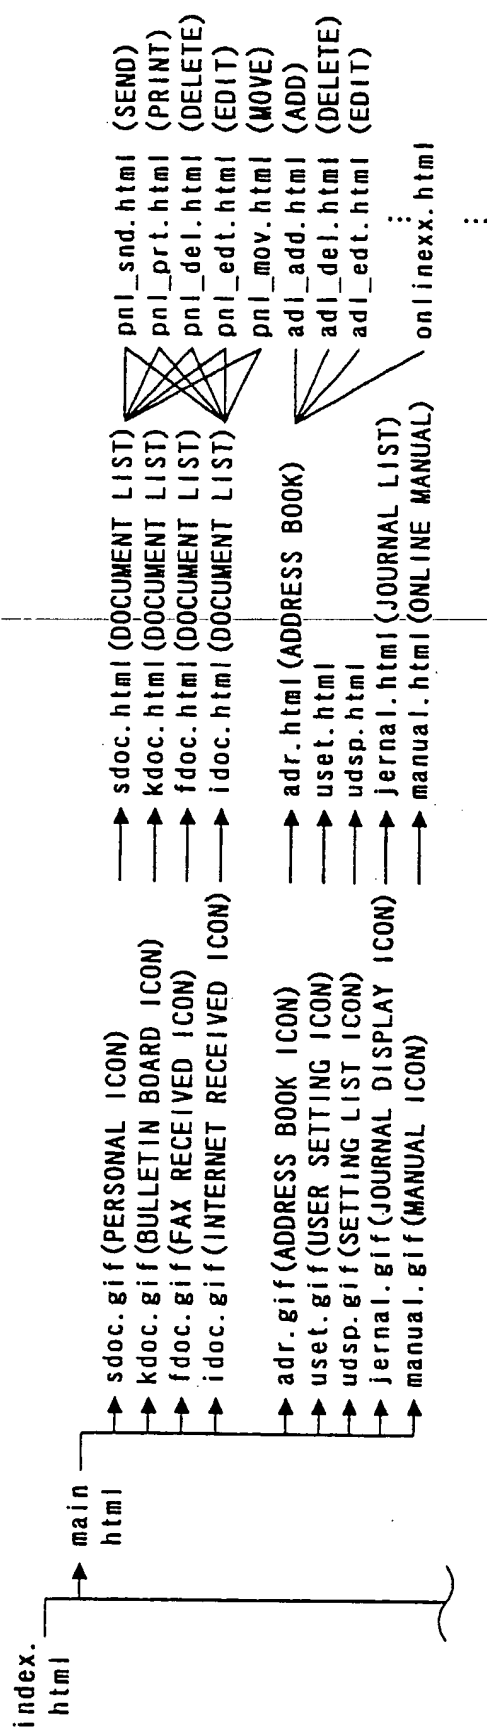 index.
html
main
html
sdoc.gif(PERSONAL ICON)
kdoc.gif(BULLETIN BOARD ICON)
fdoc.gif(FAX RECEIVED ICON)
idoc.gif(INTERNET RECEIVED ICON)
adr.gif(ADDRESS BOOK ICON)
uset.gif(USER SETTING ICON)
udsp.gif(SETTING LIST ICON)
jernal.gif(JOURNAL DISPLAY ICON)
manual.gif(MANUAL ICON)
sdoc.html(DOCUMENT LIST)
kdoc.html(DOCUMENT LIST)
fdoc.html(DOCUMENT LIST)
idoc.html(DOCUMENT LIST)
adr.html(ADDRESS BOOK)
uset.html
udsp.html
jernal.html(JOURNAL LIST)
manual.html(ONLINE MANUAL)
pnl_snd.html (SEND)
pnl_prt.html (PRINT)
pnl_del.html (DELETE)
pnl_edt.html (EDIT)
pnl_mov.html (MOVE)
adl_add.html (ADD)
adl_del.html (DELETE)
adl_edt.html (EDIT)
onlinexx.html